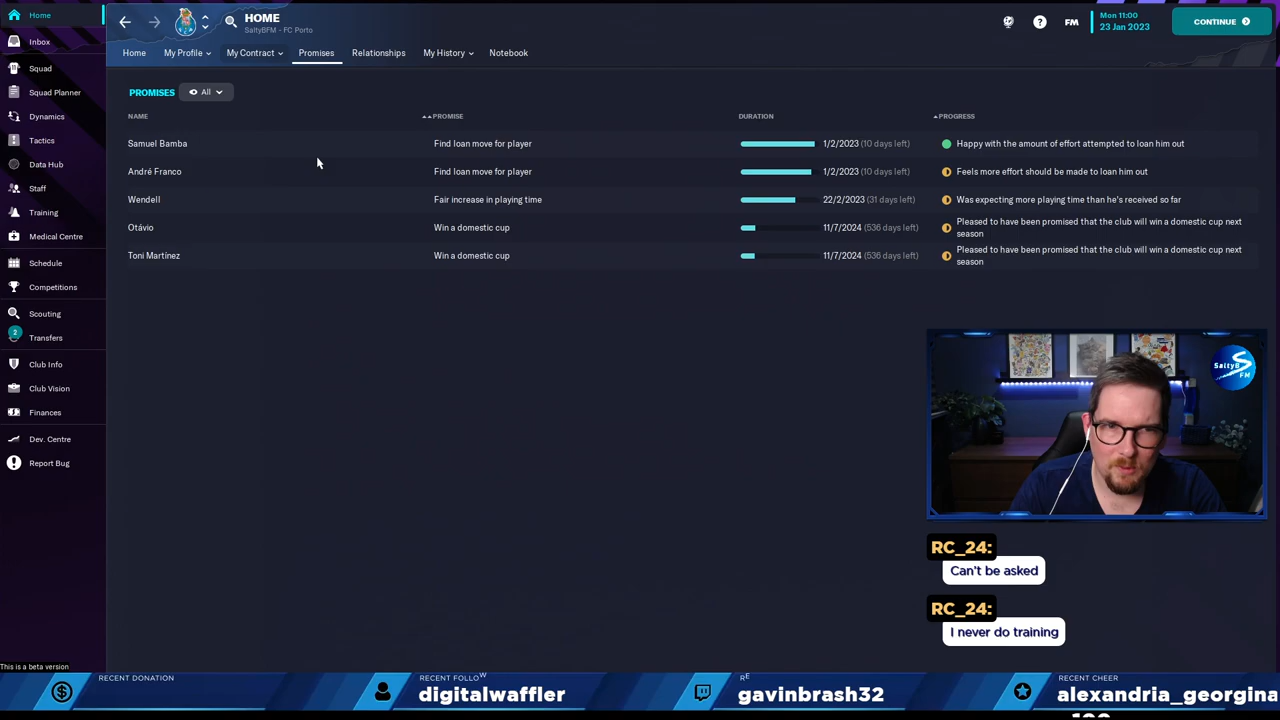 Home
Inbox
Squad
Squad Planner
Dynamics
Tactics
Data Hub
Staff
Training
Medical Centre
Schedule
Competitions
Scouting
2
Transfers
Club Info
Club Vision
Finances
Dev. Centre
Report Bug
This is a beta version
HOME
SaltyBFM - FC Porto
FM
Mon 11:00
23 Jan 2023
CONTINUE
Home My Profile My Contract Promises Relationships My History Notebook
PROMISES All
NAME PROMISE DURATION PROGRESS
Samuel Bamba Find loan move for player 1/2/2023 (10 days left) Happy with the amount of effort attempted to loan him out
André Franco Find loan move for player 1/2/2023 (10 days left) Feels more effort should be made to loan him out
Wendell Fair increase in playing time 22/2/2023 (31 days left) Was expecting more playing time than he's received so far
Otávio Win a domestic cup 11/7/2024 (536 days left) Pleased to have been promised that the club will win a domestic cup next
season
Toni Martínez Win a domestic cup 11/7/2024 (536 days left) Pleased to have been promised that the club will win a domestic cup next
season
SaltyB
FM
RC_24:
Can't be asked
RC_24:
I never do training
RECENT DONATION
RECENT FOLLOW
digitalwaffler
RE
gavinbrash32
RECENT CHEER
alexandria_georgina